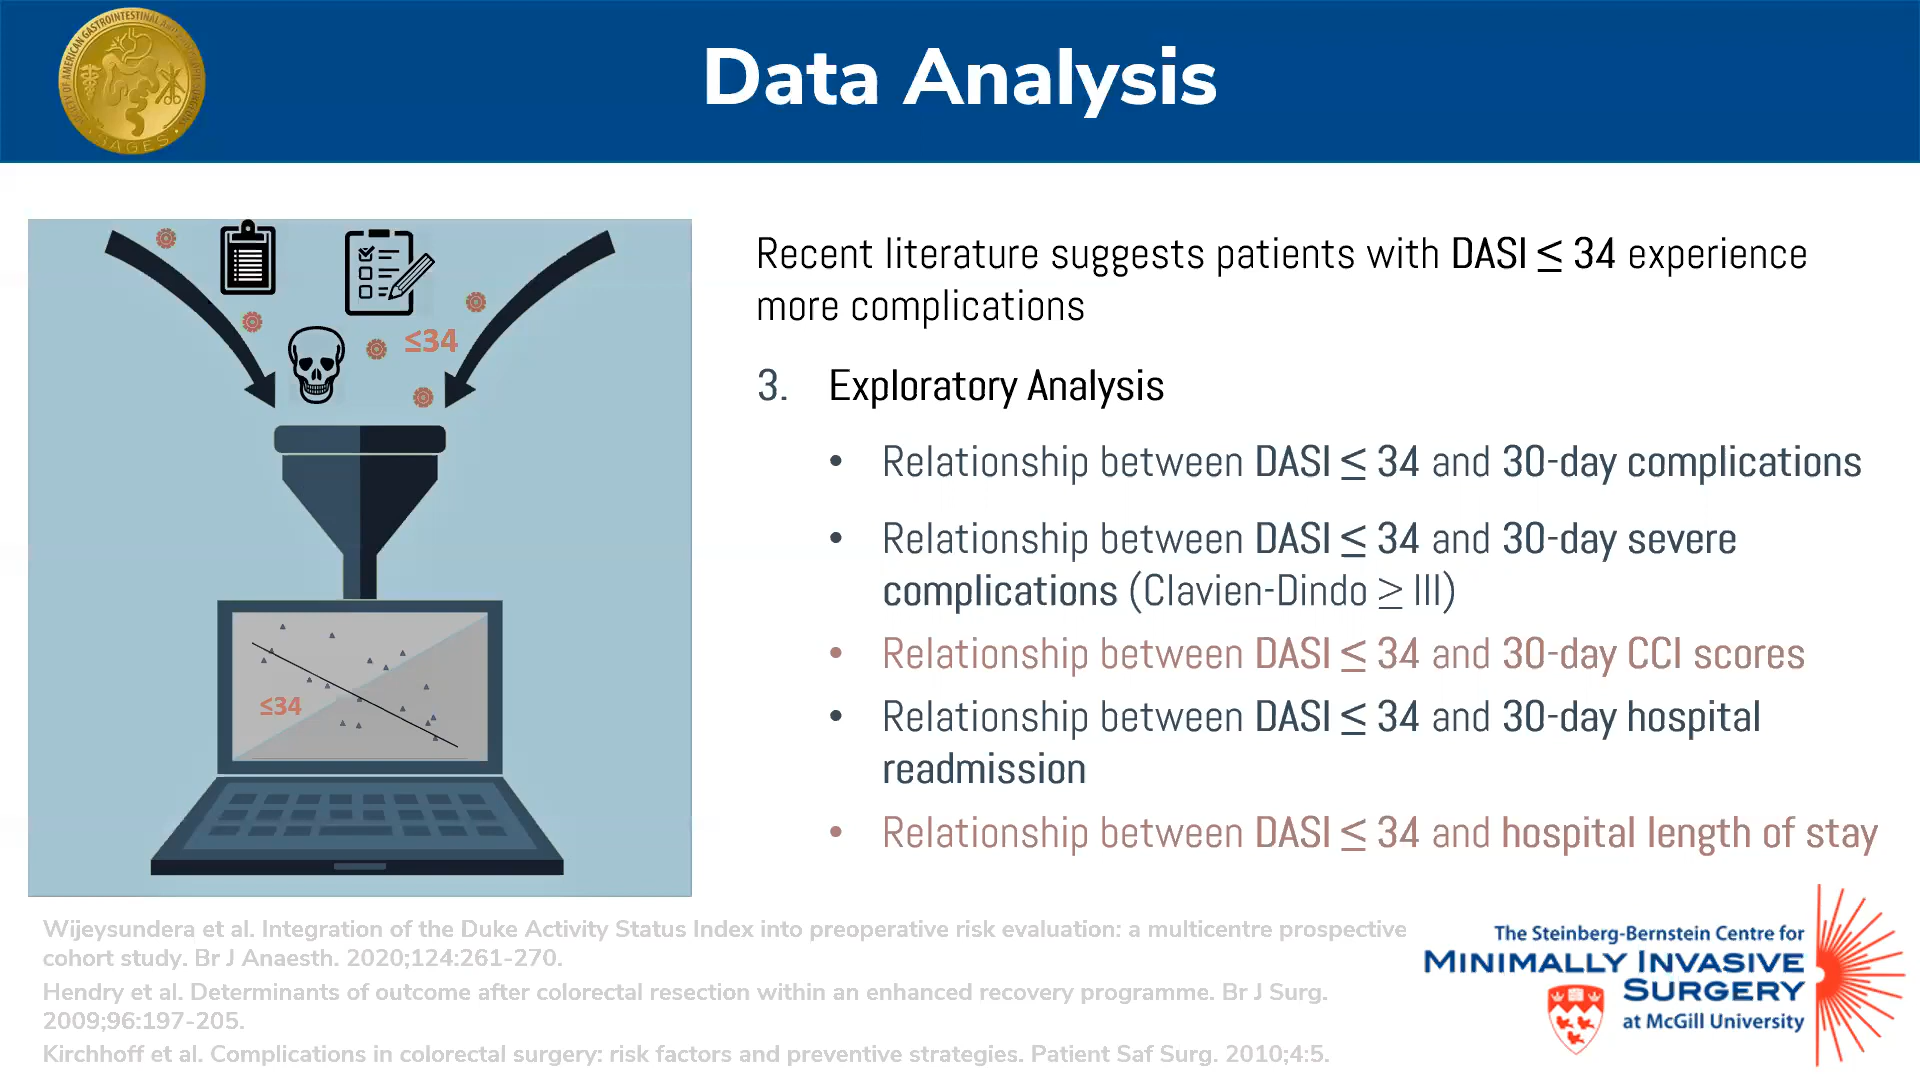 Data Analysis
SAGES
≤34
≤34
Recent literature suggests patients with DASI ≤ 34 experience
more complications
3. Exploratory Analysis
• Relationship between DASI ≤ 34 and 30-day complications
• Relationship between DASI ≤ 34 and 30-day severe
complications (Clavien-Dindo ≥ III)
• Relationship between DASI ≤ 34 and 30-day CCI scores
• Relationship between DASI ≤ 34 and 30-day hospital
readmission
• Relationship between DASI ≤ 34 and hospital length of stay
Wijeysundera et al. Integration of the Duke Activity Status Index into preoperative risk evaluation: a multicentre prospective
cohort study. Br J Anaesth. 2020;124:261-270.
Hendry et al. Determinants of outcome after colorectal resection within an enhanced recovery programme. Br J Surg.
2009;96:197-205.
Kirchhoff et al. Complications in colorectal surgery: risk factors and preventive strategies. Patient Saf Surg. 2010;4:5.
The Steinberg-Bernstein Centre for
MINIMALLY INVASIVE
SURGERY
at McGill University